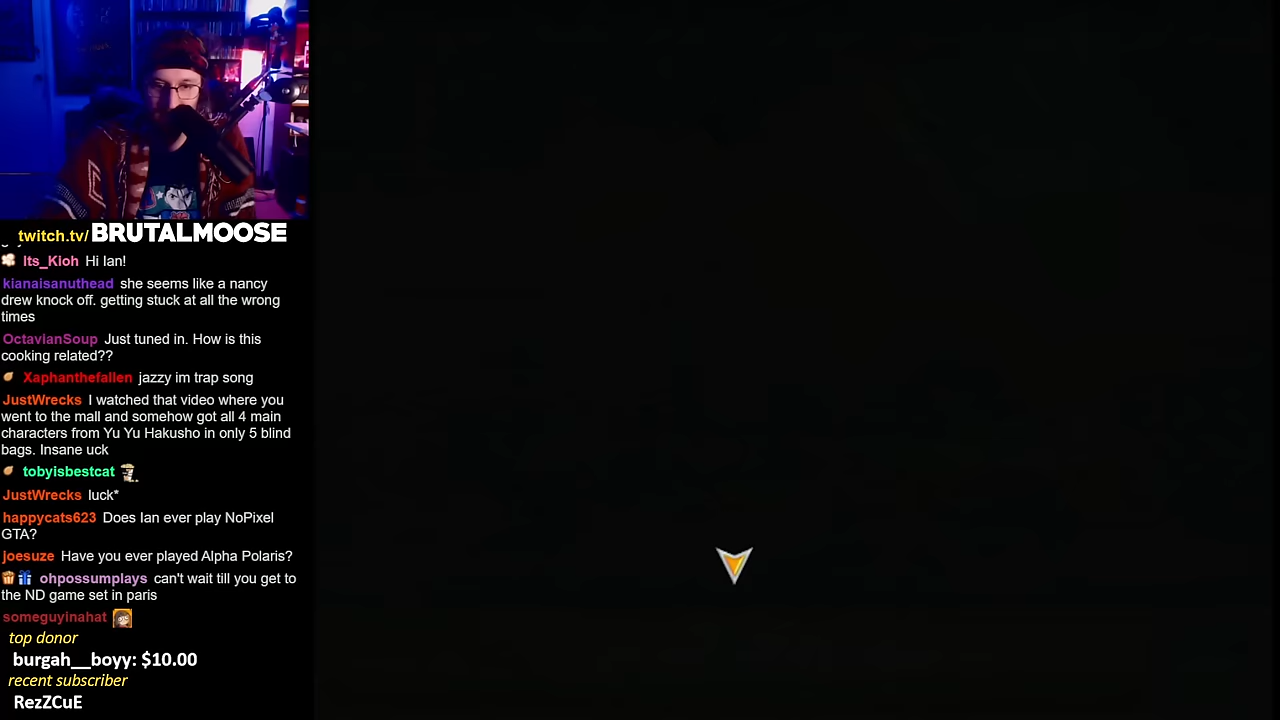 twitch.tv/BRUTALMOOSE
Its_Kioh Hi Ian!
kianaisanuthead she seems like a nancy
drew knock off. getting stuck at all the wrong
times
OctavianSoup Just tuned in. How is this
cooking related??
Xaphanthefallen jazzy im trap song
JustWrecks I watched that video where you
went to the mall and somehow got all 4 main
characters from Yu Yu Hakusho in only 5 blind
bags. Insane uck
tobyisbestcat
JustWrecks luck*
happycats623 Does Ian ever play NoPixel
GTA?
joesuze Have you ever played Alpha Polaris?
ohpossumplays can't wait till you get to
the ND game set in paris
someguyinahat
top donor
burgah__boyy: $10.00
recent subscriber
RezZCuE